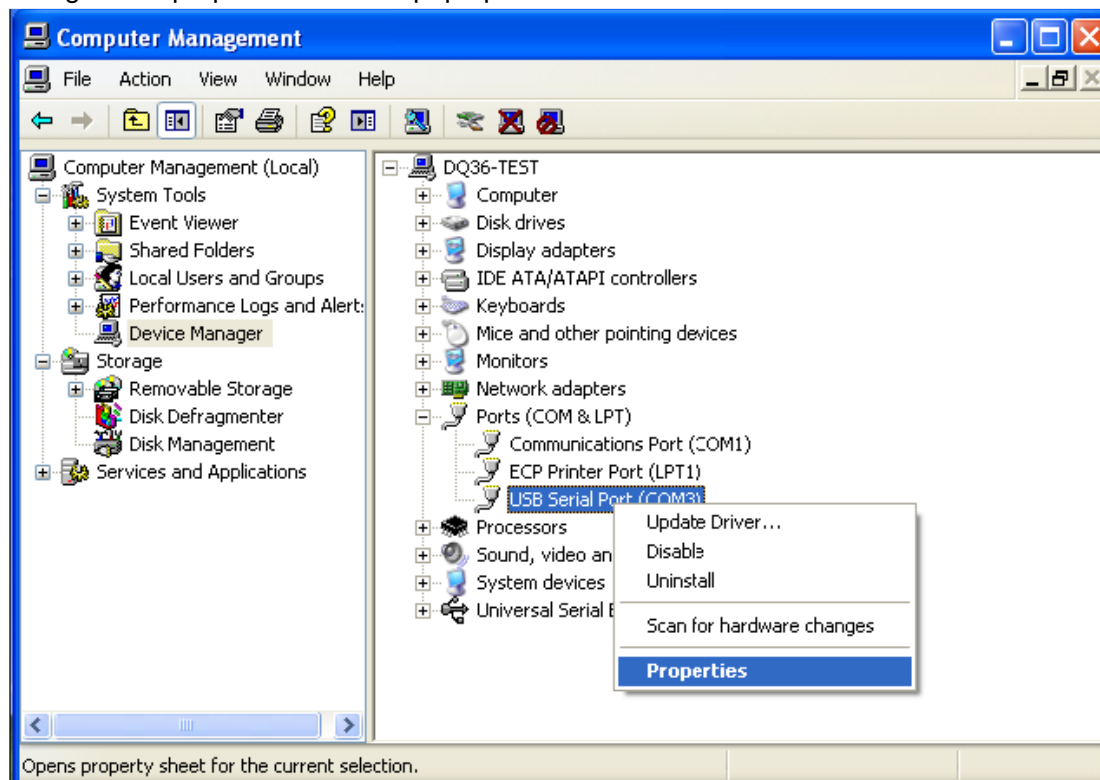 Computer Management
File Action View Window Help
Computer Management (Local)
System Tools
Event Viewer
Shared Folders
Local Users and Groups
Performance Logs and Alert
Device Manager
Storage
Removable Storage
Disk Defragmenter
Disk Management
Services and Applications
DQ36-TEST
Computer
Disk drives
Display adapters
IDE ATA/ATAPI controllers
Keyboards
Mice and other pointing devices
Monitors
Network adapters
Ports (COM & LPT)
Communications Port (COM1)
ECP Printer Port (LPT1)
USB Serial Port (COM3)
Processors
Sound, video an
System devices
Universal Serial
Update Driver...
Disable
Uninstall
Scan for hardware changes
Properties
Opens property sheet for the current selection.